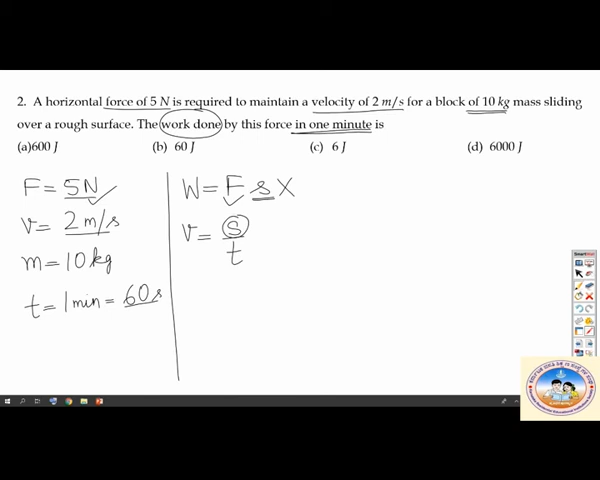 2. A horizontal force of 5 N is required to maintain a velocity of 2 m/s for a block of 10 kg mass sliding
over a rough surface. The work done by this force in one minute is
(a)600 J (b) 60 J (c) 6 J (d) 6000 J
F = 5N
v = 2 m/s
m = 10 kg
t = 1 min = 60 s
W = F s X
v = s/t